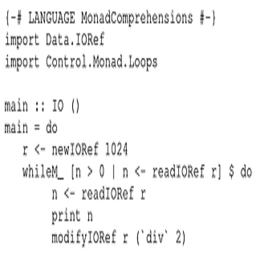 {-# LANGUAGE MonadComprehensions #-}
import Data.IORef
import Control.Monad.Loops

main :: IO ()
main = do
   r <- newIORef 1024
   whileM_ [n > 0 | n <- readIORef r] $ do
       n <- readIORef r
       print n
       modifyIORef r (`div` 2)